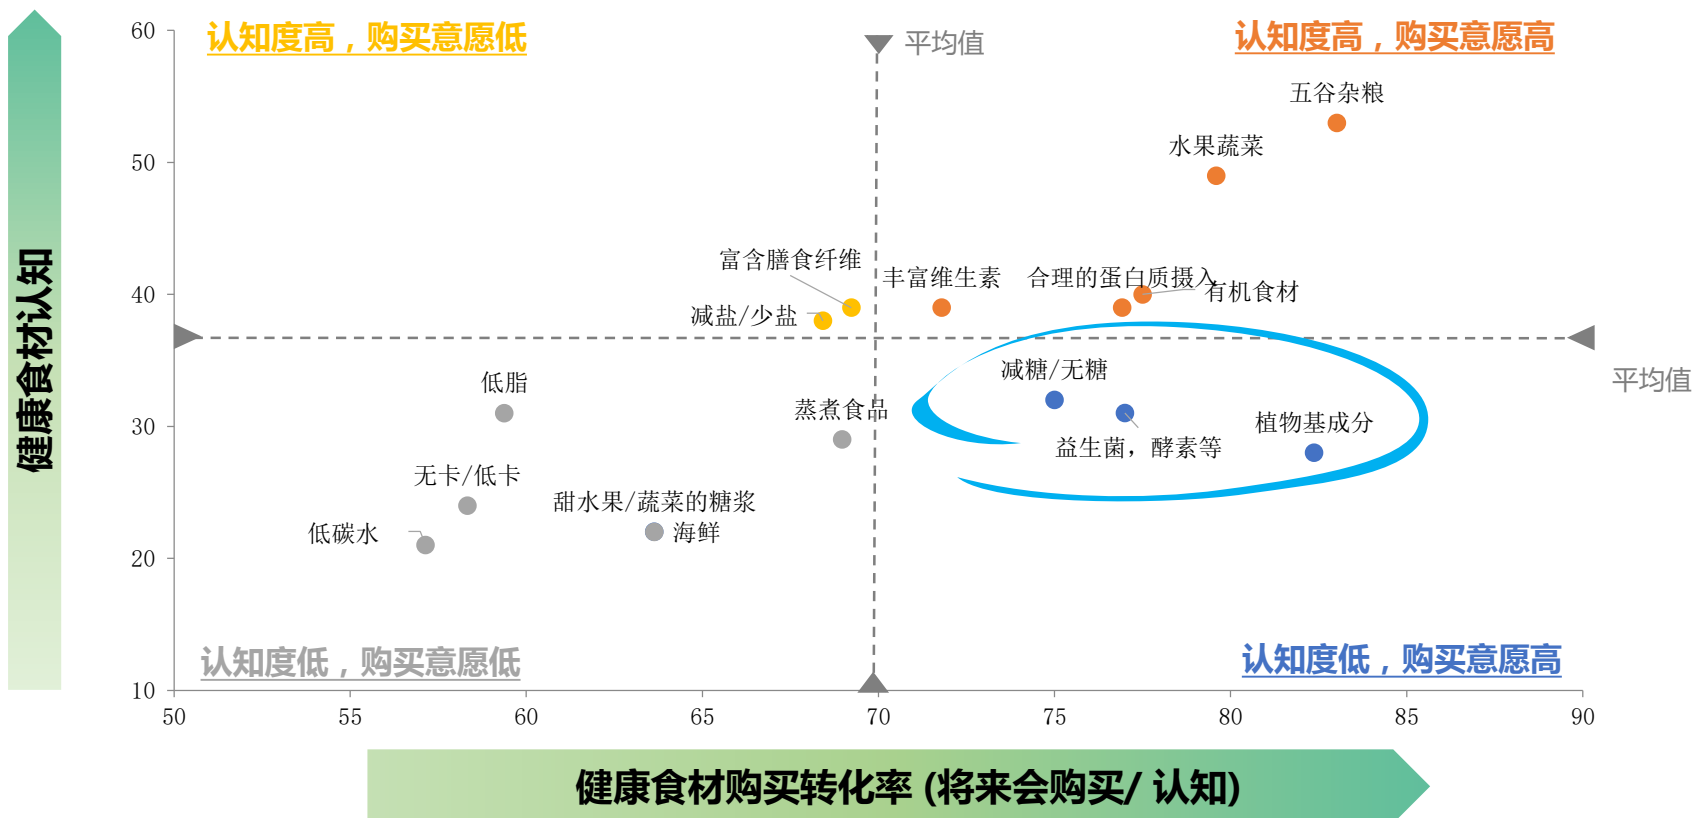 60
认知度高，购买意愿低
平均值
认知度高，购买意愿高
五谷杂粮
水果蔬菜
50
富含膳食纤维
丰富维生素
合理的蛋白质摄入
有机食材
40
减盐/少盐
平均值
健康食材认知
低脂
减糖/无糖
蒸煮食品
植物基成分
30
益生菌，酵素等
无卡/低卡
甜水果/蔬菜的糖浆
低碳水
海鲜
20
认知度低，购买意愿低
认知度低，购买意愿高
10
50 55 60 65 70 75 80 85 90
健康食材购买转化率 (将来会购买/ 认知)